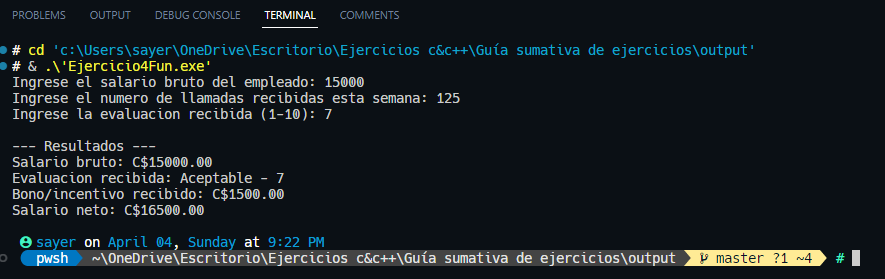 PROBLEMS OUTPUT DEBUG CONSOLE TERMINAL COMMENTS
# cd 'c:\Users\sayer\OneDrive\Escritorio\Ejercicios c&c++\Guía sumativa de ejercicios\output'
# & .\'Ejercicio4Fun.exe'
Ingrese el salario bruto del empleado: 15000
Ingrese el numero de llamadas recibidas esta semana: 125
Ingrese la evaluacion recibida (1-10): 7
--- Resultados ---
Salario bruto: C$15000.00
Evaluacion recibida: Aceptable - 7
Bono/incentivo recibido: C$1500.00
Salario neto: C$16500.00
sayer on April 04, Sunday at 9:22 PM
pwsh ~\OneDrive\Escritorio\Ejercicios c&c++\Guía sumativa de ejercicios\output master ?1 ~4 #